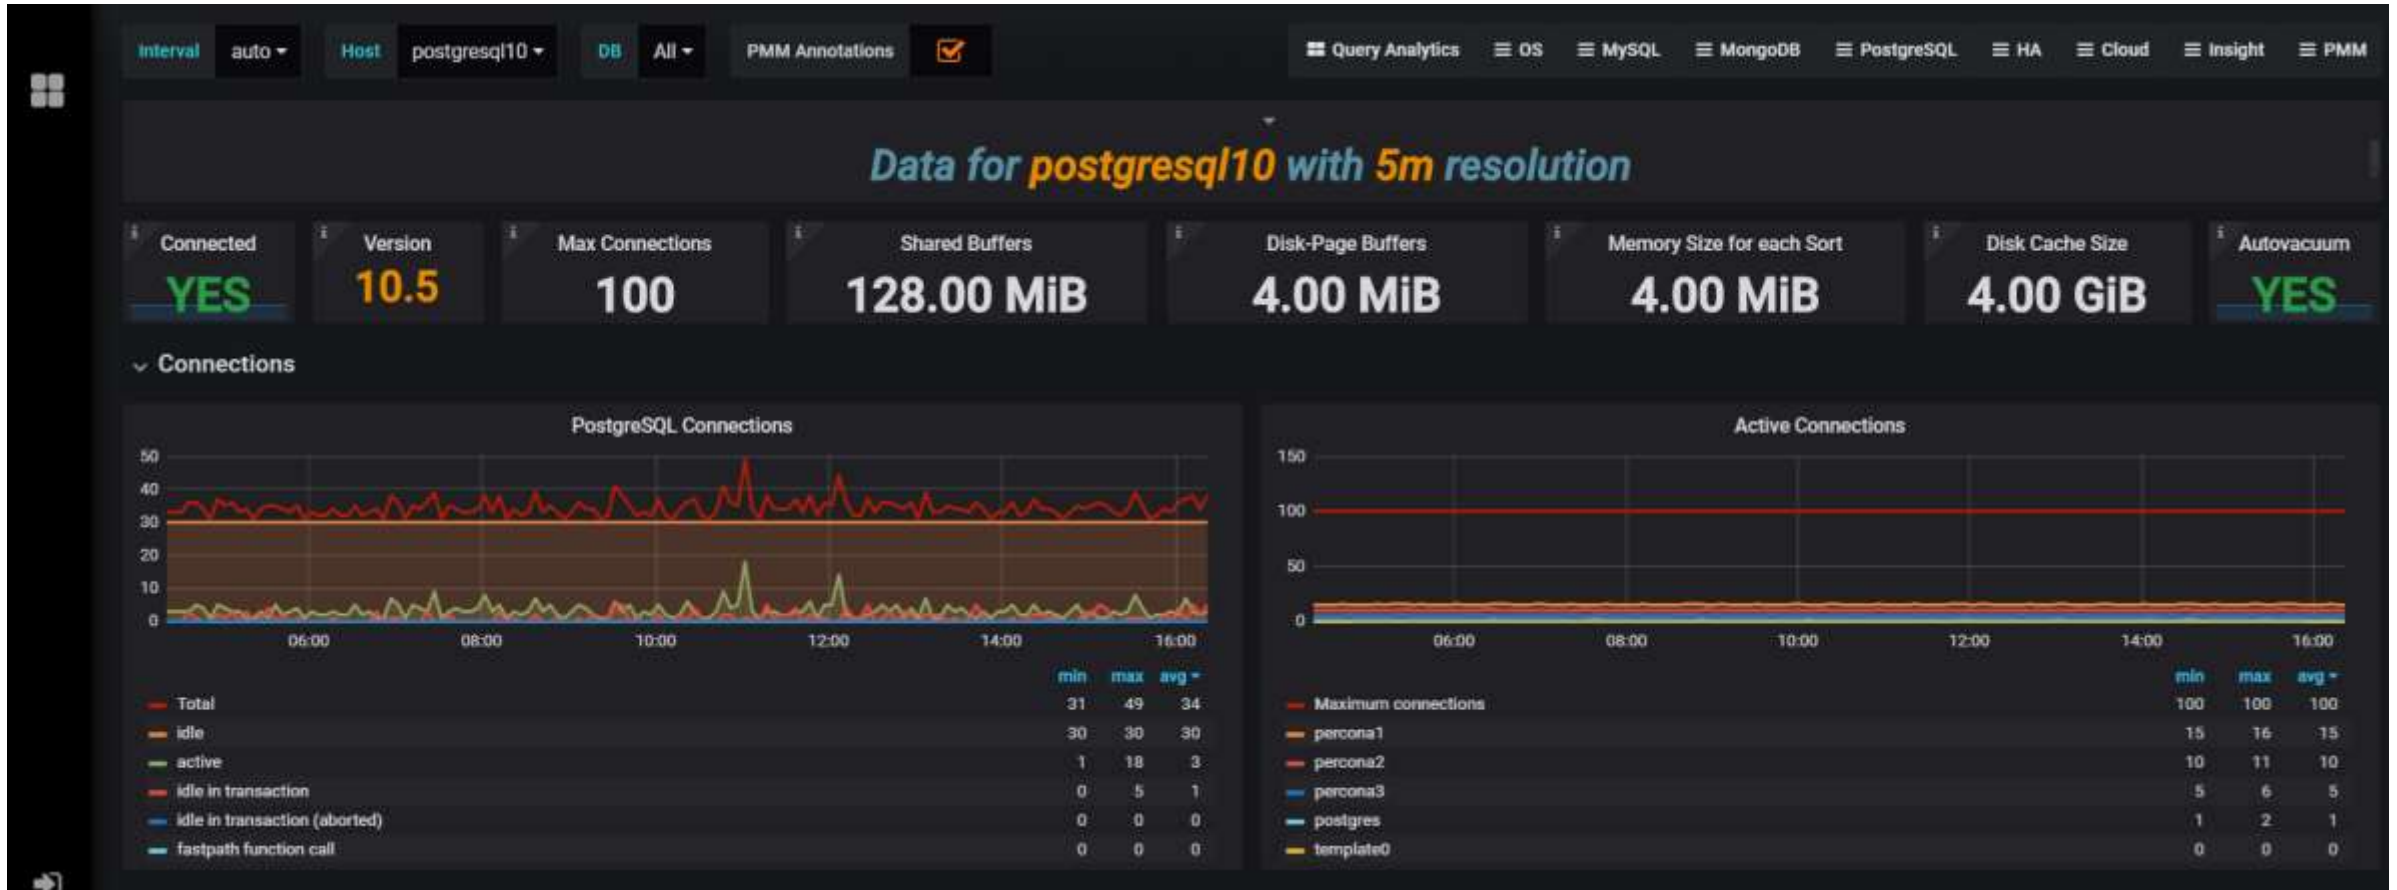 Interval auto Host postgresql10 DB All PMM Annotations Query Analytics OS MySQL MongoDB PostgreSQL HA Cloud Insight PMM
Data for postgresql10 with 5m resolution
Connected Version Max Connections Shared Buffers Disk-Page Buffers Memory Size for each Sort Disk Cache Size Autovacuum
YES 10.5 100 128.00 MiB 4.00 MiB 4.00 MiB 4.00 GiB YES
Connections
PostgreSQL Connections
50
40
30
20
10
0
06:00 08:00 10:00 12:00 14:00 16:00
min max avg
Total 31 49 34
idle 30 30 30
active 1 18 3
idle in transaction 0 5 1
idle in transaction (aborted) 0 0 0
fastpath function call 0 0 0
Active Connections
150
100
50
0
06:00 08:00 10:00 12:00 14:00 16:00
min max avg
Maximum connections 100 100 100
percona1 15 16 15
percona2 10 11 10
percona3 5 6 5
postgres 1 2 1
template0 0 0 0